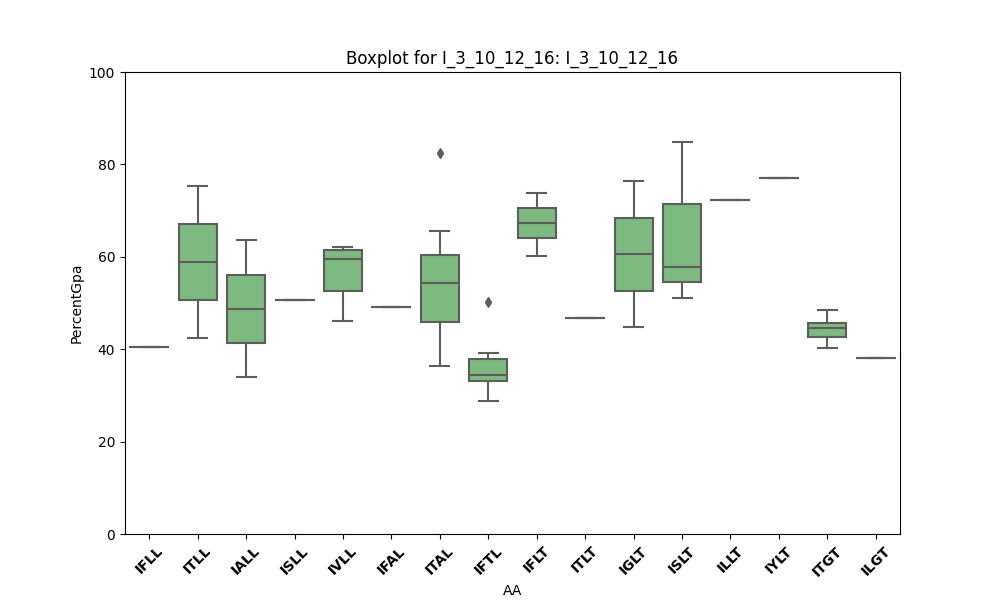 Boxplot for I_3_10_12_16: I_3_10_12_16
PercentGpa
100
80
60
40
20
0
IFLL ITLL IALL ISLL IVLL IFAL ITAL IFTL IFLT ITLT IGLT ISLT ILLT IYLT ITGT ILGT
AA